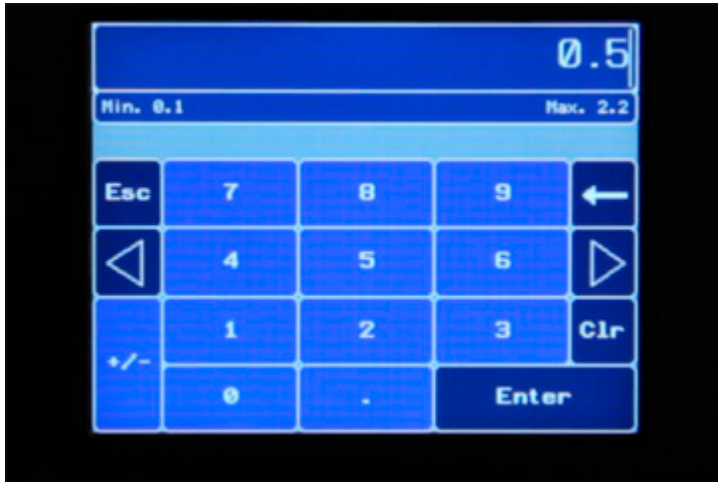 0.5
Min. 0.1 Max. 2.2
Esc 7 8 9 ←
4 5 6
1 2 3 Clr
+/-
0 . Enter